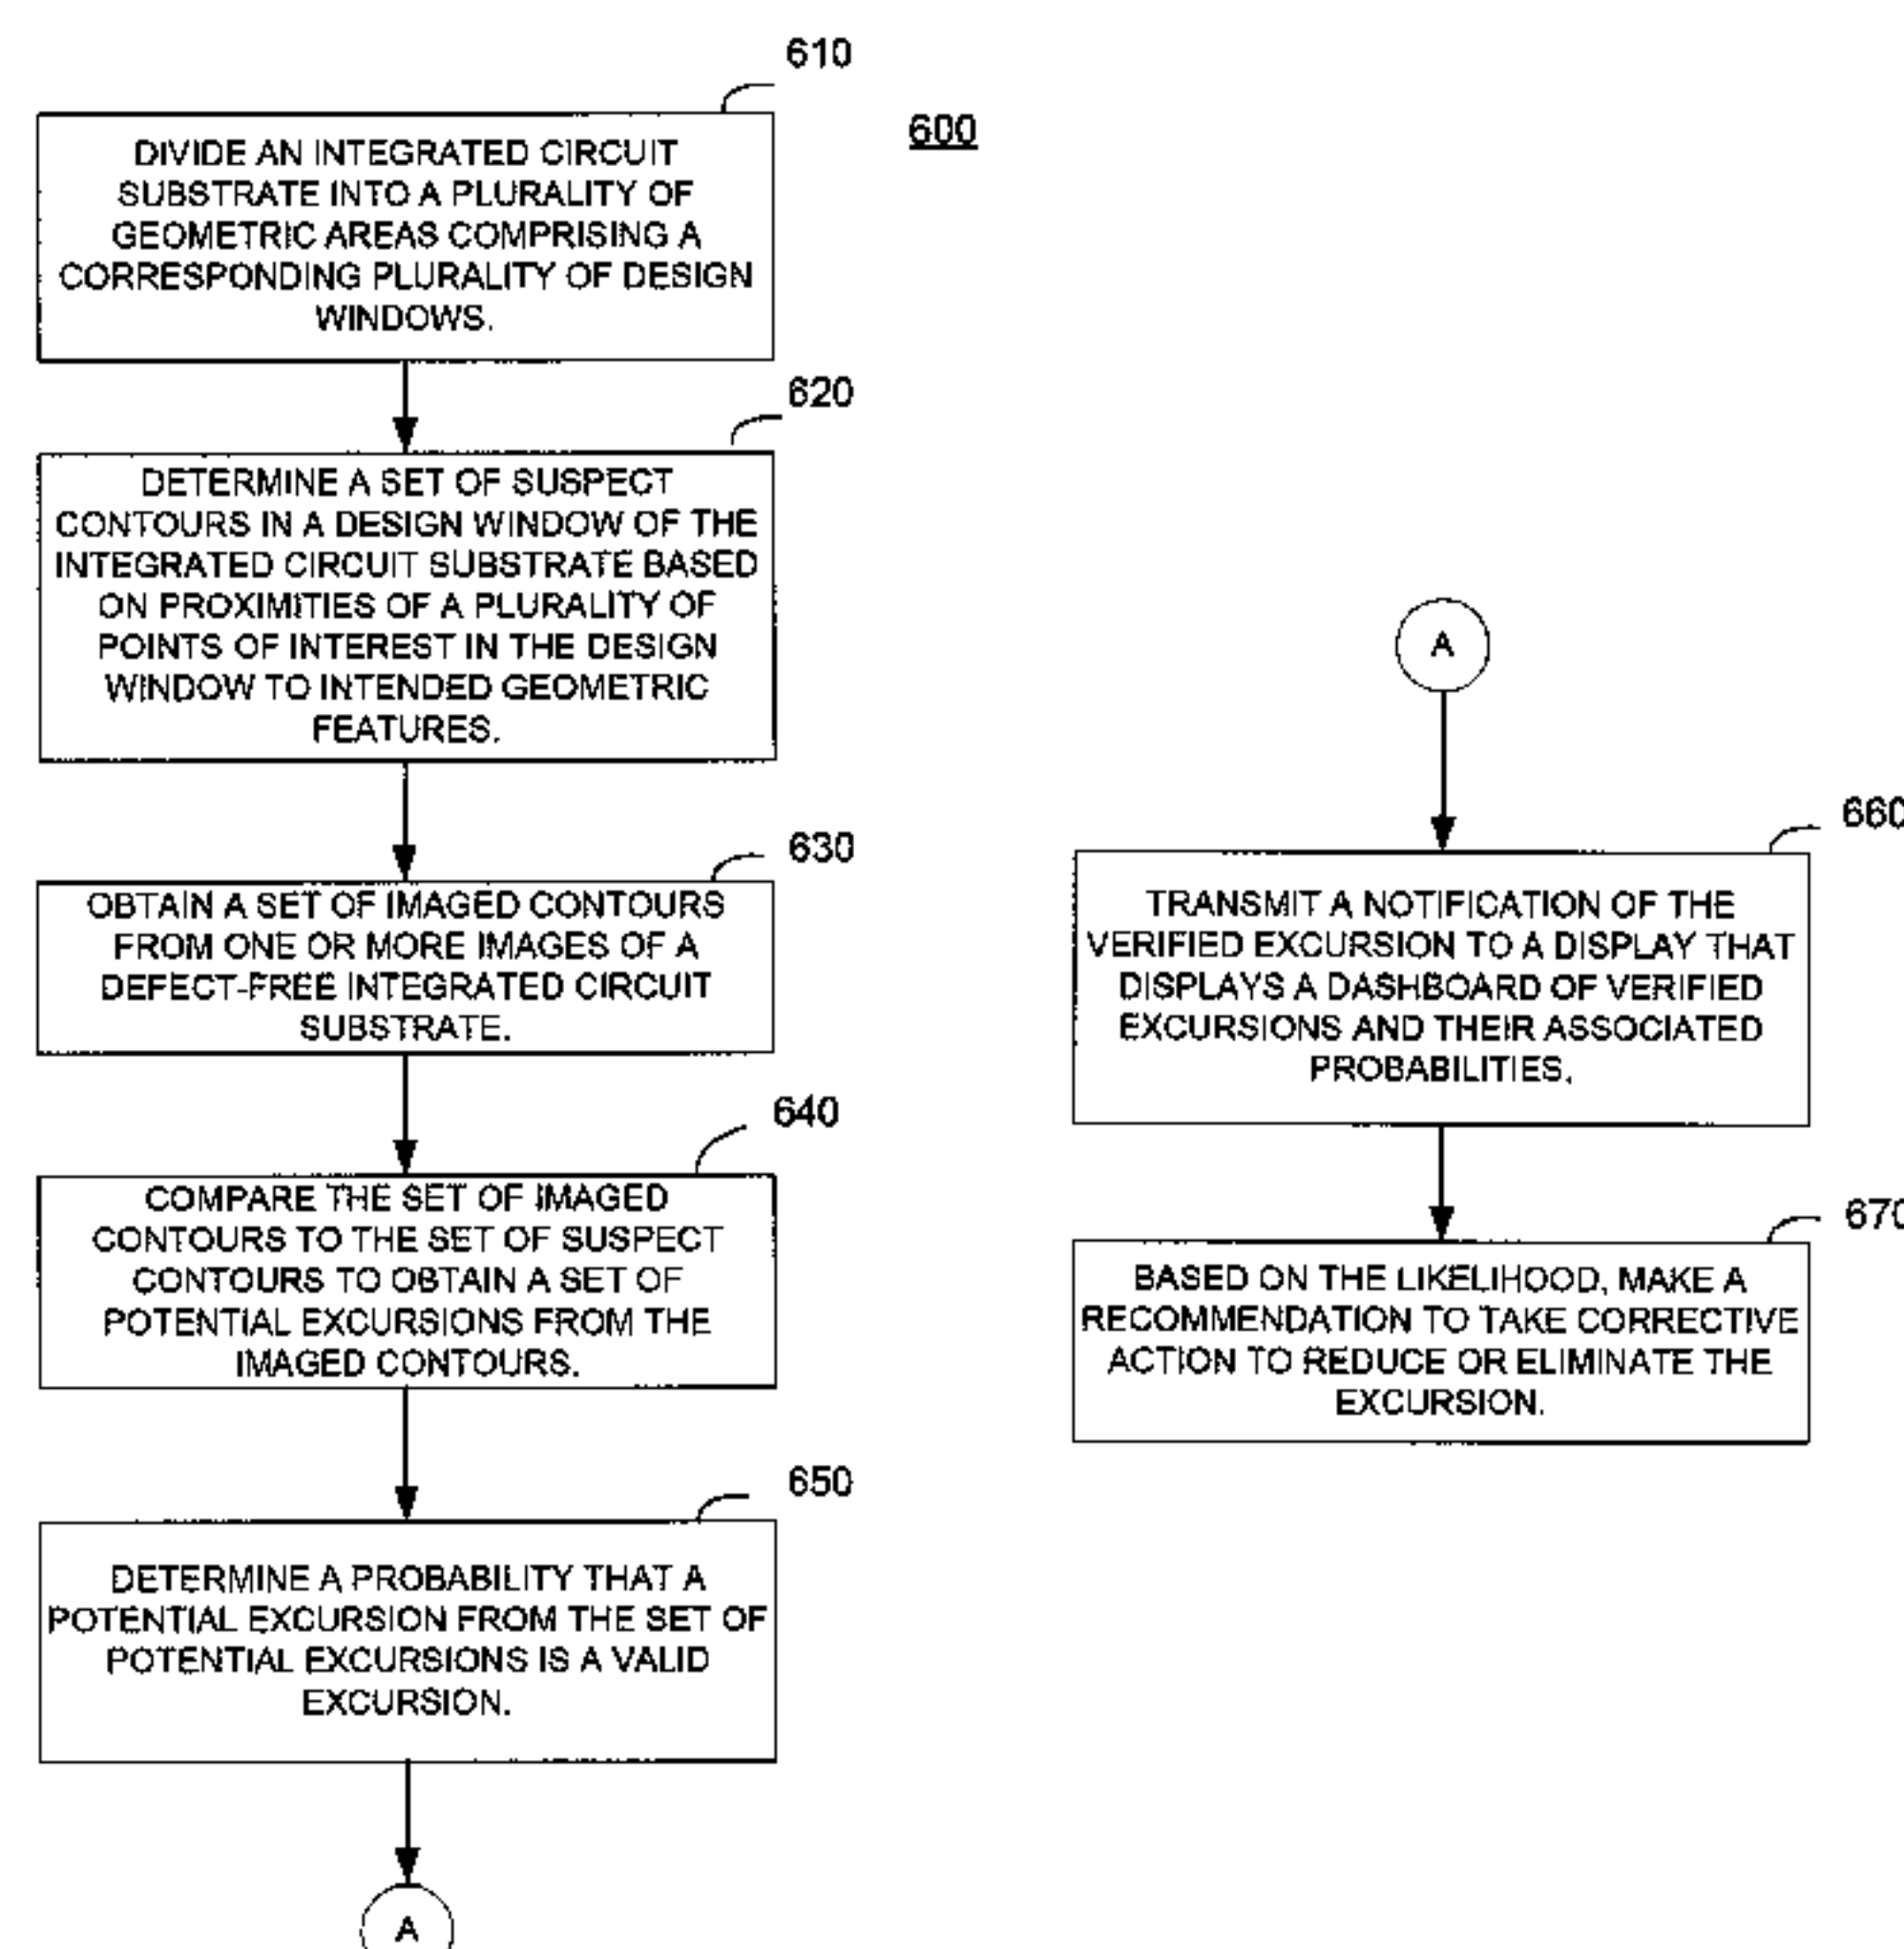 610
600
DIVIDE AN INTEGRATED CIRCUIT
SUBSTRATE INTO A PLURALITY OF
GEOMETRIC AREAS COMPRISING A
CORRESPONDING PLURALITY OF DESIGN
WINDOWS.
620
DETERMINE A SET OF SUSPECT
CONTOURS IN A DESIGN WINDOW OF THE
INTEGRATED CIRCUIT SUBSTRATE BASED
ON PROXIMITIES OF A PLURALITY OF
POINTS OF INTEREST IN THE DESIGN
WINDOW TO INTENDED GEOMETRIC
FEATURES.
630
OBTAIN A SET OF IMAGED CONTOURS
FROM ONE OR MORE IMAGES OF A
DEFECT-FREE INTEGRATED CIRCUIT
SUBSTRATE.
640
COMPARE THE SET OF IMAGED
CONTOURS TO THE SET OF SUSPECT
CONTOURS TO OBTAIN A SET OF
POTENTIAL EXCURSIONS FROM THE
IMAGED CONTOURS.
650
DETERMINE A PROBABILITY THAT A
POTENTIAL EXCURSION FROM THE SET OF
POTENTIAL EXCURSIONS IS A VALID
EXCURSION.
A
A
660
TRANSMIT A NOTIFICATION OF THE
VERIFIED EXCURSION TO A DISPLAY THAT
DISPLAYS A DASHBOARD OF VERIFIED
EXCURSIONS AND THEIR ASSOCIATED
PROBABILITIES.
670
BASED ON THE LIKELIHOOD, MAKE A
RECOMMENDATION TO TAKE CORRECTIVE
ACTION TO REDUCE OR ELIMINATE THE
EXCURSION.